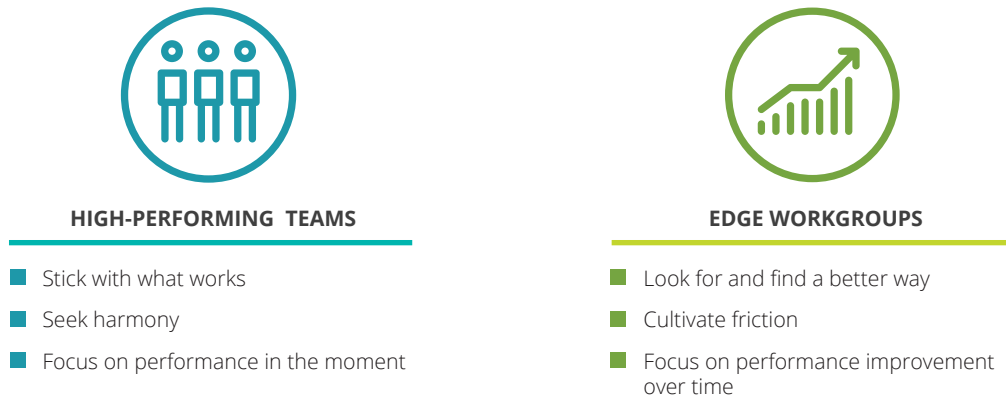 HIGH-PERFORMING TEAMS
Stick with what works
Seek harmony
Focus on performance in the moment
EDGE WORKGROUPS
Look for and find a better way
Cultivate friction
Focus on performance improvement
over time